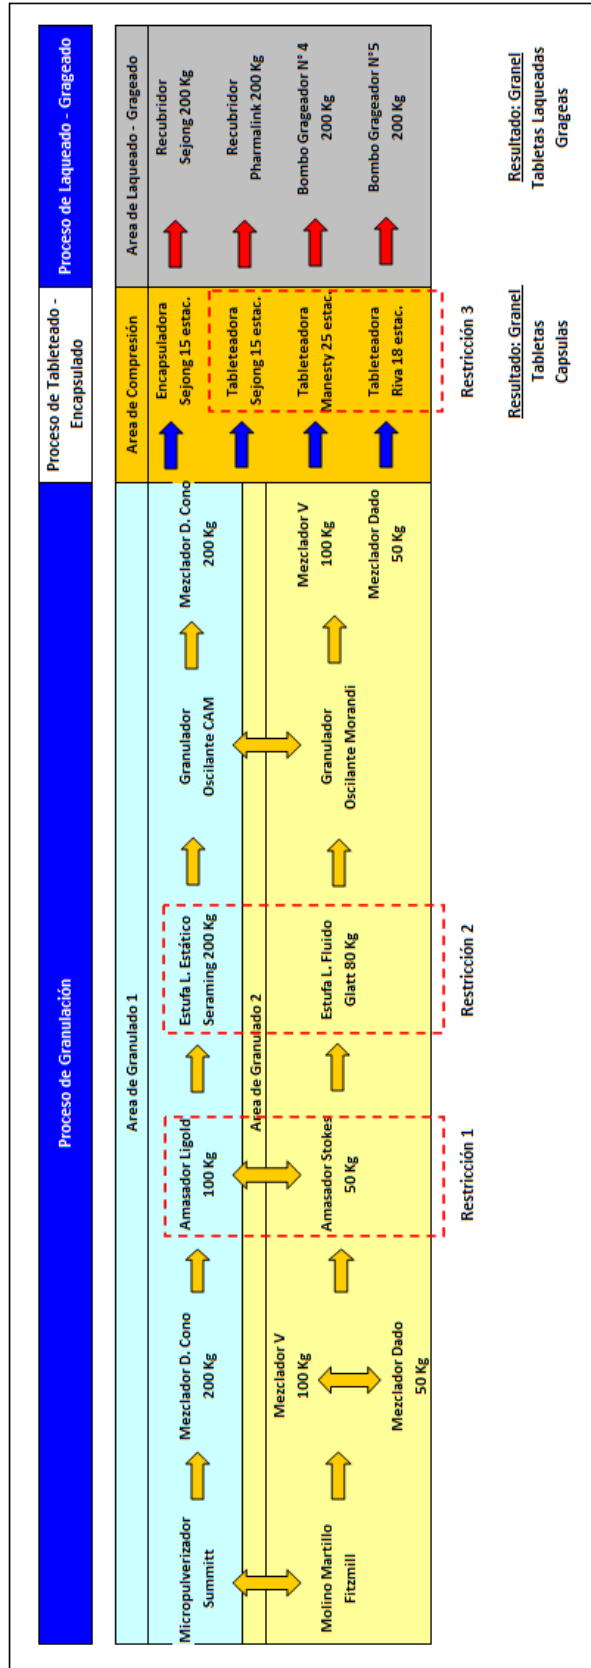 Proceso de Granulación
Proceso de Tableteado -
Encapsulado
Proceso de Laqueado - Grageado
Area de Granulado 1
Area de Compresión
Area de Laqueado - Grageado
Micropulverizador
Summitt
Mezclador D. Cono
200 Kg
Amasador Ligold
100 Kg
Estufa L. Estático
Seraming 200 Kg
Granulador
Oscilante CAM
Mezclador D. Cono
200 Kg
Encapsuladora
Sejong 15 estac.
Recubridor
Sejong 200 Kg
Area de Granulado 2
Tableteadora
Sejong 15 estac.
Recubridor
Pharmalink 200 Kg
Molino Martillo
Fitzmill
Mezclador V
100 Kg
Mezclador Dado
50 Kg
Amasador Stokes
50 Kg
Estufa L. Fluido
Glatt 80 Kg
Granulador
Oscilante Morandi
Mezclador V
100 Kg
Mezclador Dado
50 Kg
Tableteadora
Manesty 25 estac.
Bombo Grageador N° 4
200 Kg
Tableteadora
Riva 18 estac.
Bombo Grageador N°5
200 Kg
Restricción 1
Restricción 2
Restricción 3
Resultado: Granel
Tabletas
Capsulas
Resultado: Granel
Tabletas Laqueadas
Grageas